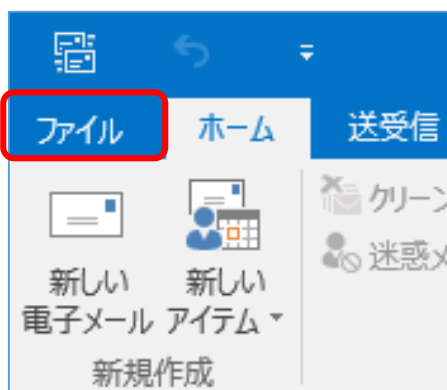 ファイル ホーム 送受信
クリーン
迷惑メ
新しい 新しい
電子メール アイテム
新規作成